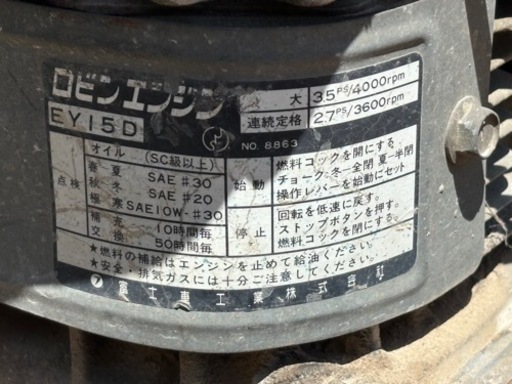 ロビンエンジン
大 3.5PS/4000rpm
EY15D
連続定格 2.7PS/3600rpm
NO. 8863
点検
オイル (SC級以上)
春・夏 SAE #30
秋・冬 SAE #20
極寒 SAE10W-#30
補充 10時間毎
交換 50時間毎
始動
燃料コックを開にする
チョーク:冬-全閉 夏-半閉
操作レバーを始動にセット
停止
回転を低速に戻す。
ストップボタンを押す。
燃料コックを閉にする。
★燃料の補給はエンジンを止めて給油ください
★安全・排気ガスには十分ご注意してください。
富士重工業株式会社